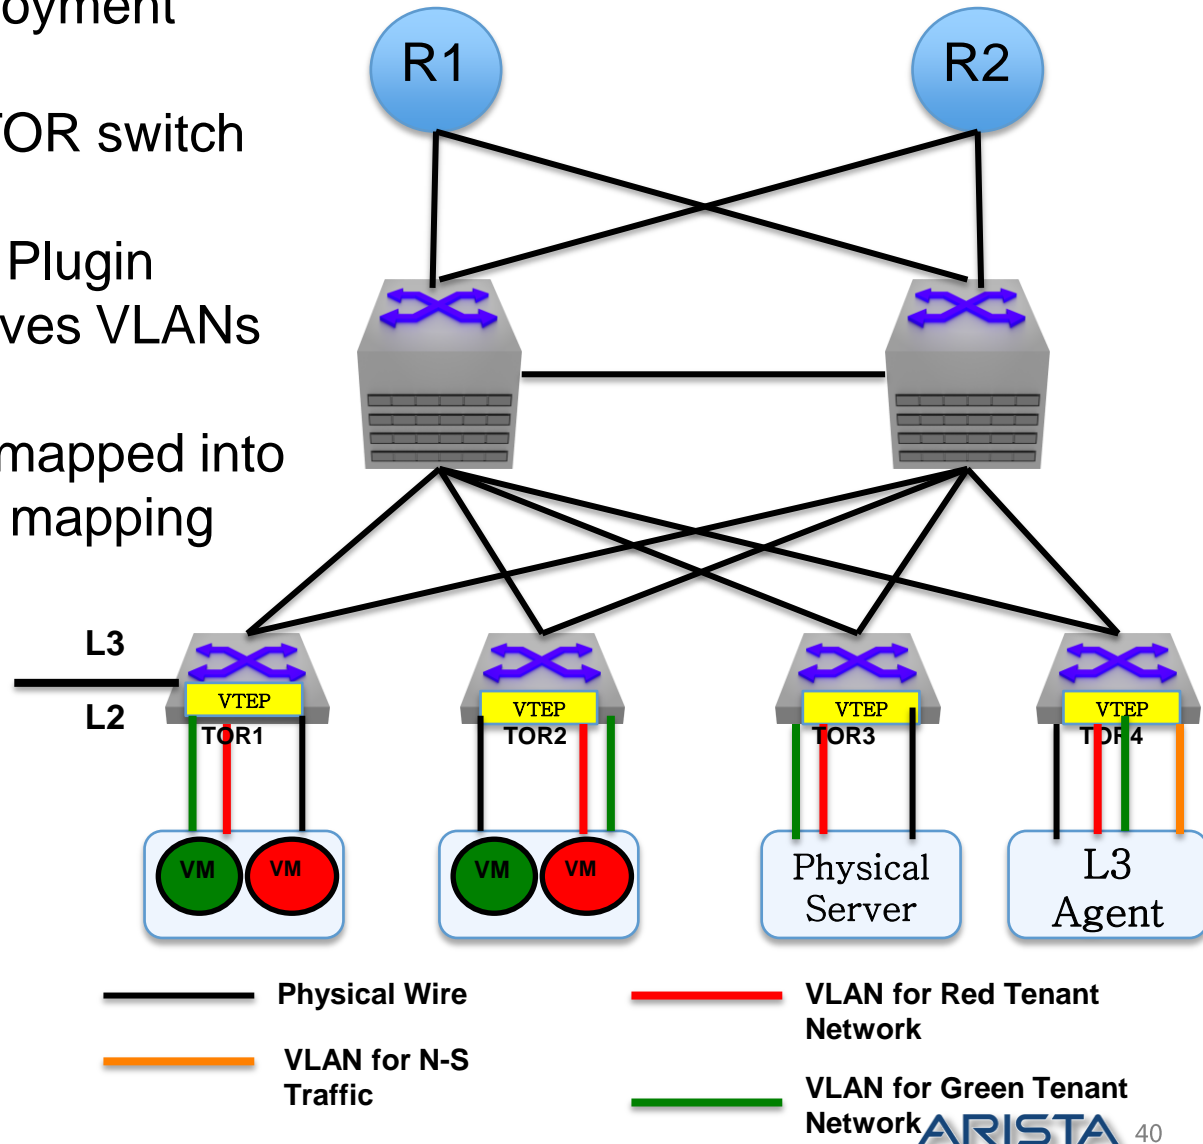 oyment
TOR switch
Plugin
ves VLANs
mapped into
mapping
R1
R2
L3
L2
VTEP
TOR1
VTEP
TOR2
VTEP
TOR3
VTEP
TOR4
VM
VM
VM
VM
Physical
Server
L3
Agent
Physical Wire
VLAN for N-S
Traffic
VLAN for Red Tenant
Network
VLAN for Green Tenant
Network
ARISTA
40